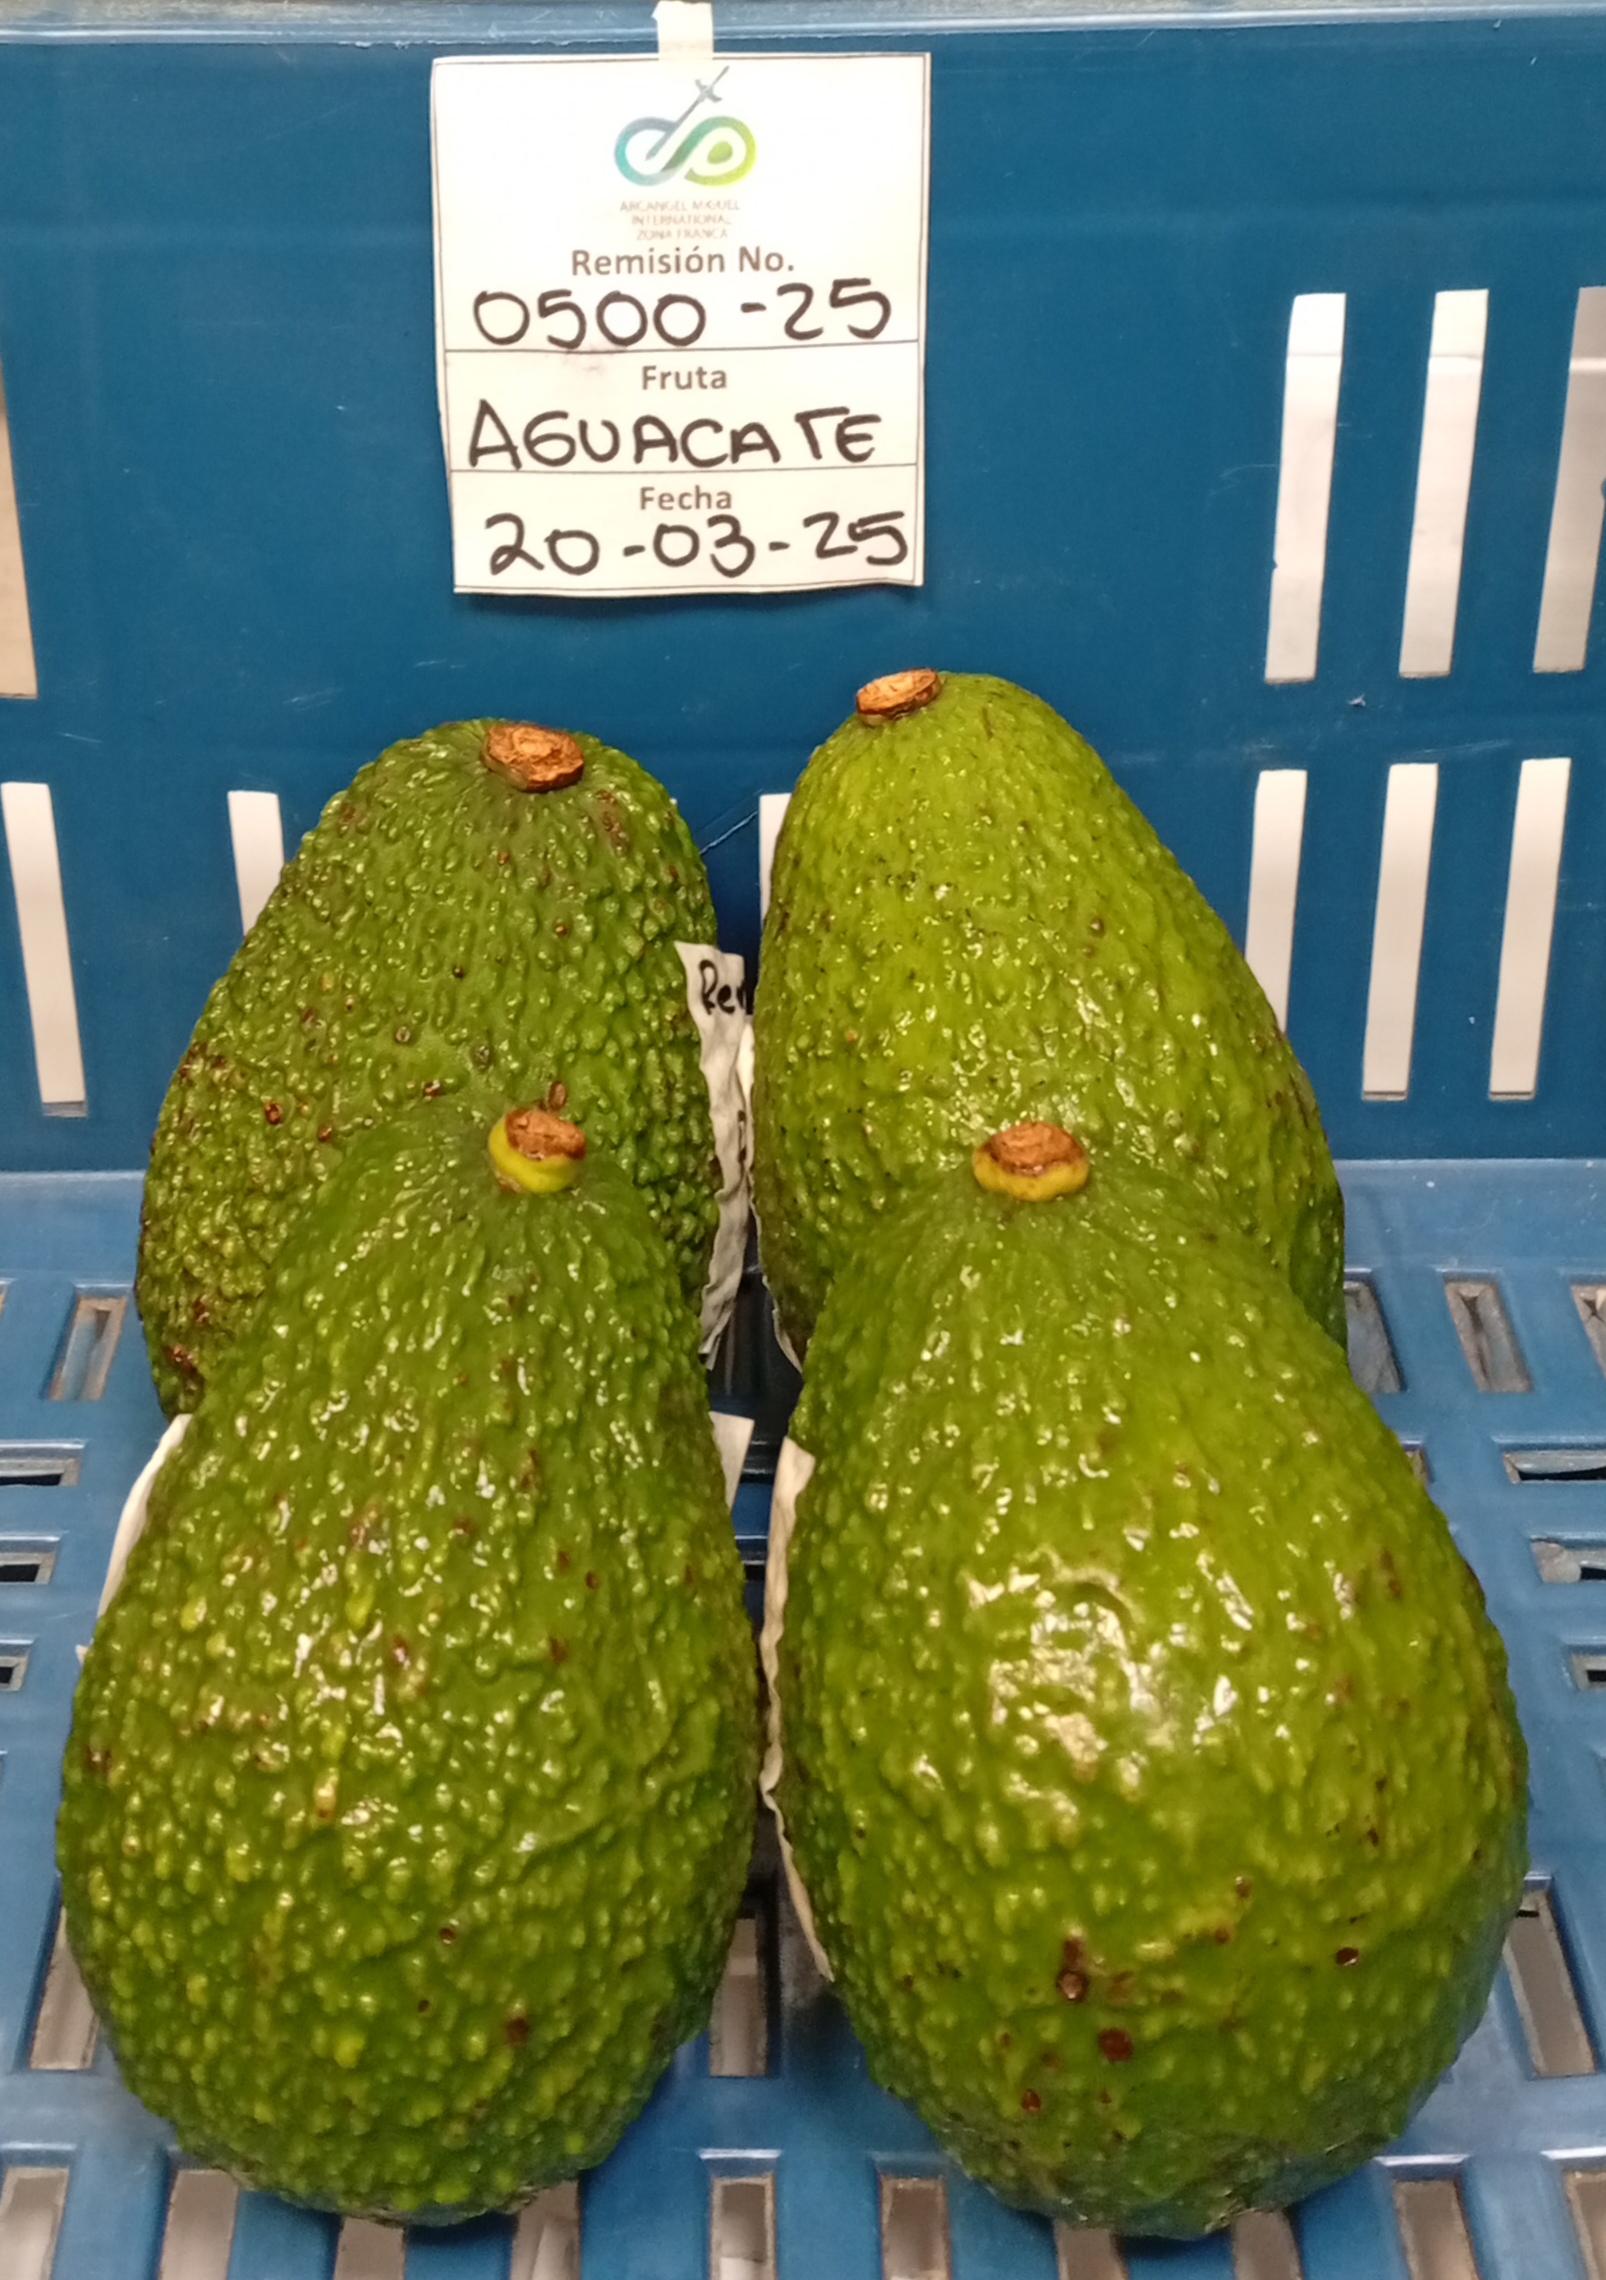 ARCANGEL MIGUEL
INTERNATIONAL
ZONA FRANCA
Remisión No.
0500-25
Fruta
AGUACATE
Fecha
20-03-25